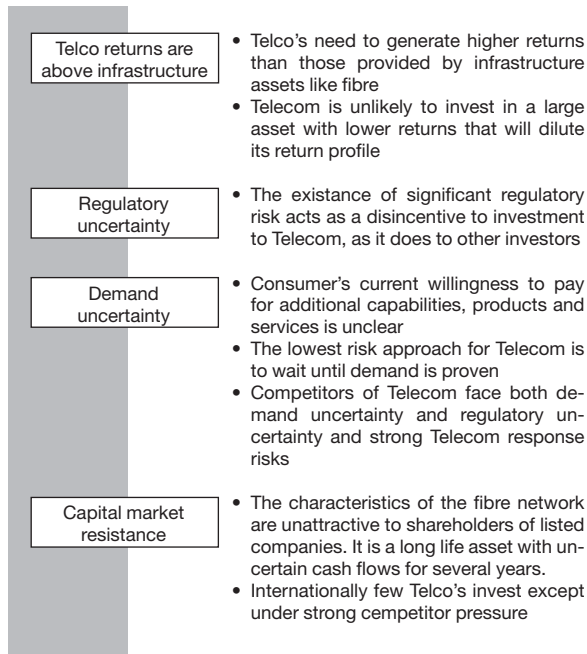 Telco returns are
above infrastructure
• Telco's need to generate higher returns
than those provided by infrastructure
assets like fibre
• Telecom is unlikely to invest in a large
asset with lower returns that will dilute
its return profile
Regulatory
uncertainty
• The existance of significant regulatory
risk acts as a disincentive to investment
to Telecom, as it does to other investors
Demand
uncertainty
• Consumer's current willingness to pay
for additional capabilities, products and
services is unclear
• The lowest risk approach for Telecom is
to wait until demand is proven
• Competitors of Telecom face both de-
mand uncertainty and regulatory un-
certainty and strong Telecom response
risks
Capital market
resistance
• The characteristics of the fibre network
are unattractive to shareholders of listed
companies. It is a long life asset with un-
certain cash flows for several years.
• Internationally few Telco's invest except
under strong cempetitor pressure